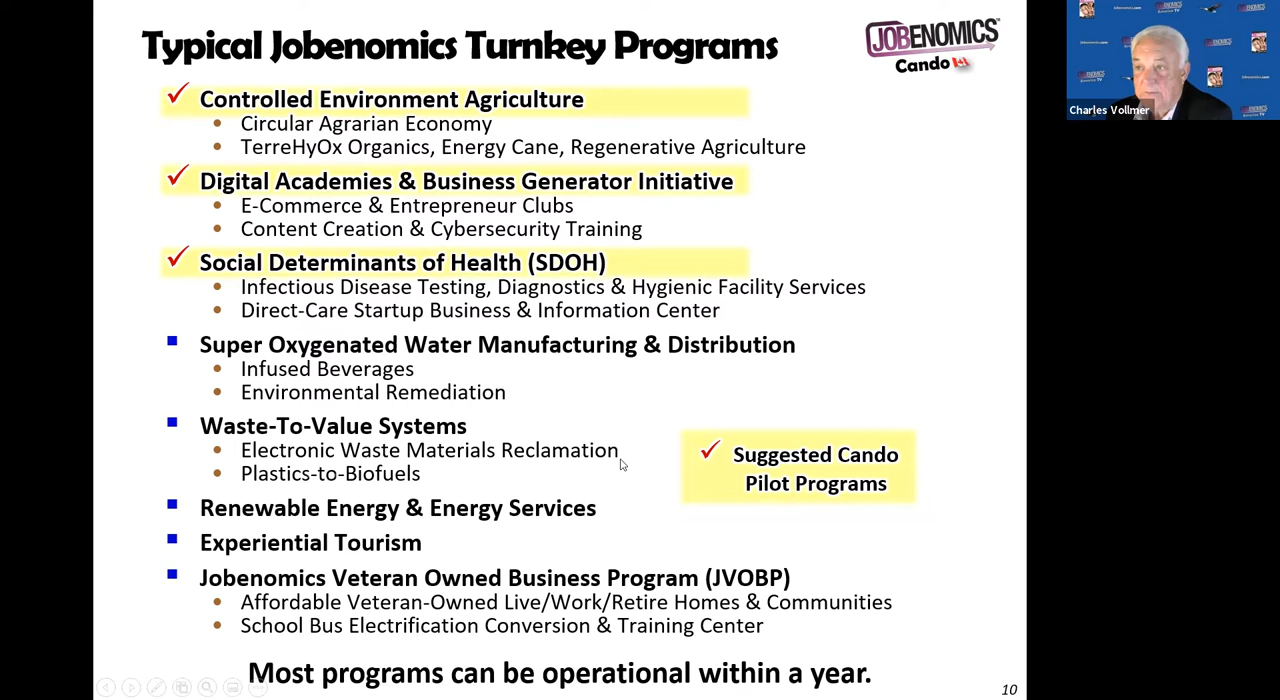 Typical Jobenomics Turnkey Programs
JOBENOMICS™
Cando
Charles Vollmer
✓ Controlled Environment Agriculture
• Circular Agrarian Economy
• TerreHyOx Organics, Energy Cane, Regenerative Agriculture
✓ Digital Academies & Business Generator Initiative
• E-Commerce & Entrepreneur Clubs
• Content Creation & Cybersecurity Training
✓ Social Determinants of Health (SDOH)
• Infectious Disease Testing, Diagnostics & Hygienic Facility Services
• Direct-Care Startup Business & Information Center
▪ Super Oxygenated Water Manufacturing & Distribution
• Infused Beverages
• Environmental Remediation
▪ Waste-To-Value Systems
• Electronic Waste Materials Reclamation
• Plastics-to-Biofuels
✓ Suggested Cando
Pilot Programs
▪ Renewable Energy & Energy Services
▪ Experiential Tourism
▪ Jobenomics Veteran Owned Business Program (JVOBP)
• Affordable Veteran-Owned Live/Work/Retire Homes & Communities
• School Bus Electrification Conversion & Training Center
Most programs can be operational within a year.
10